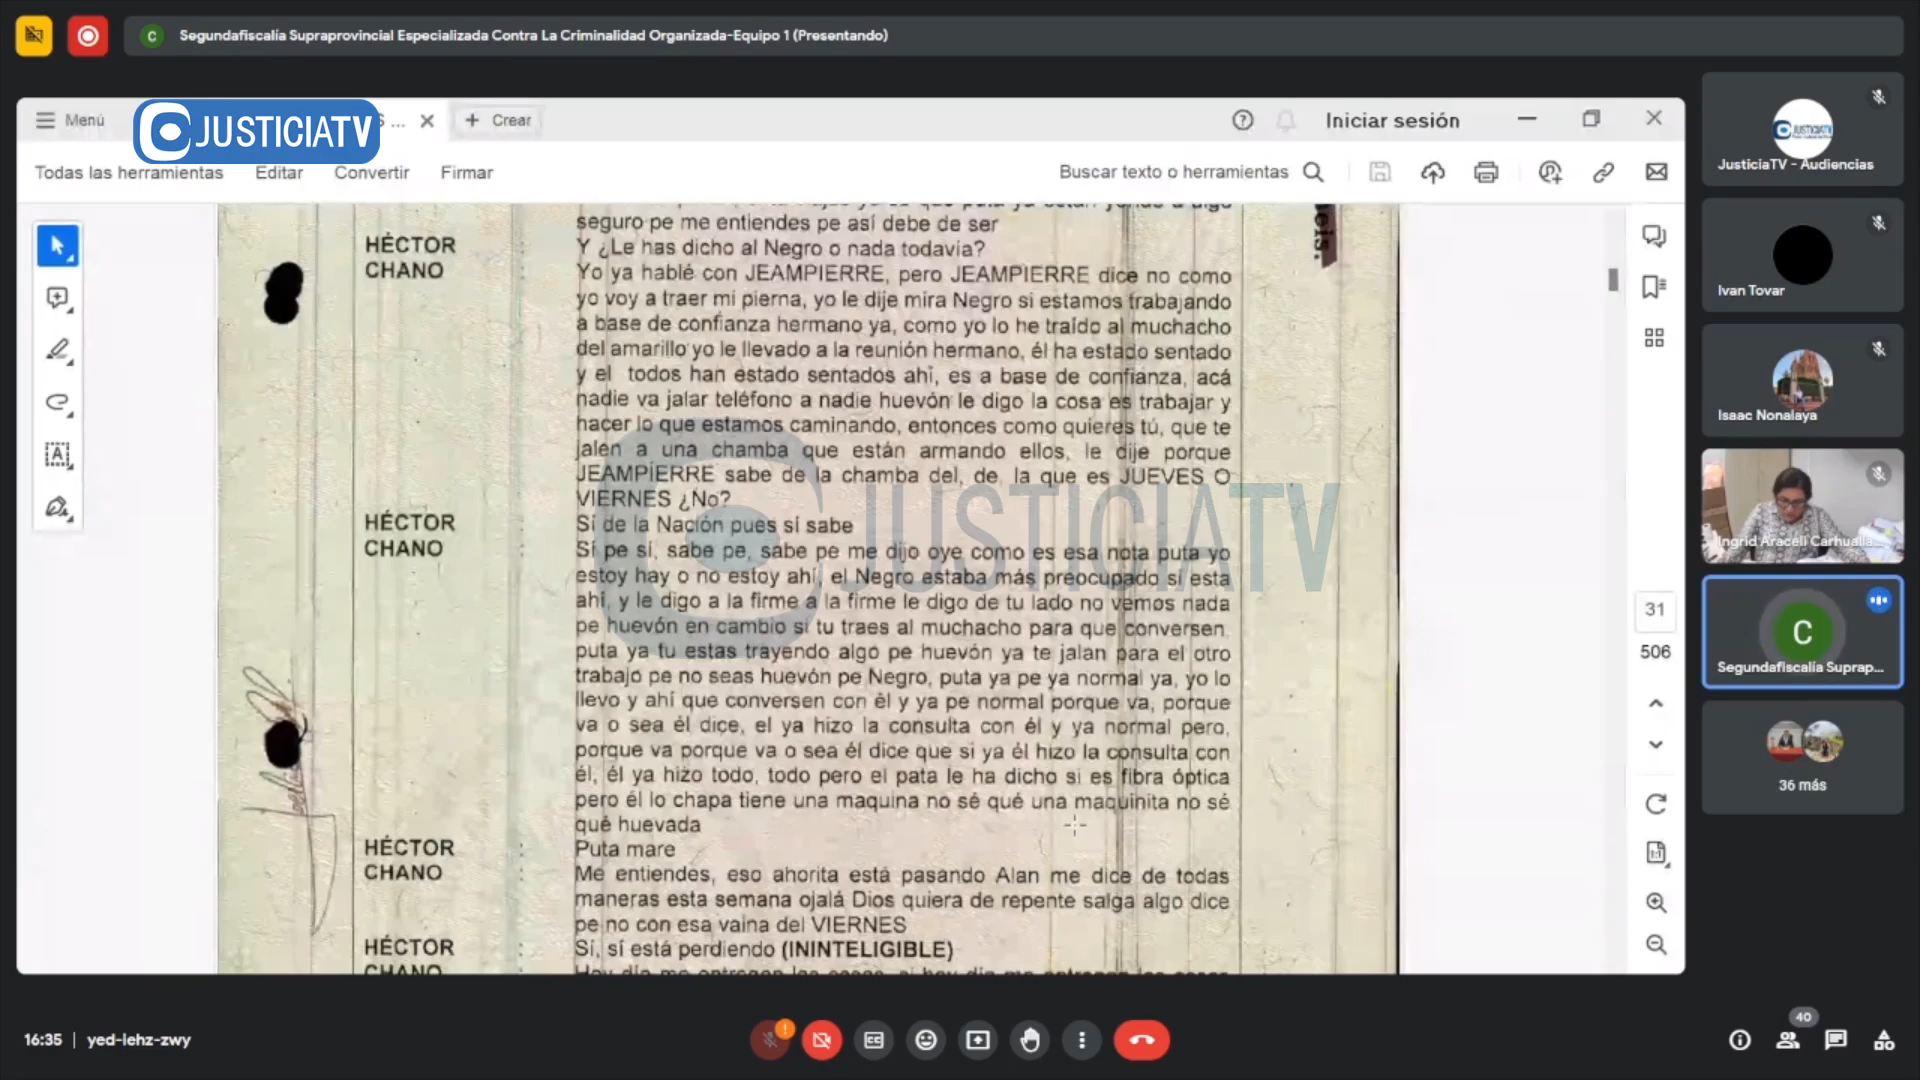 Segundafiscalía Supraprovincial Especializada Contra La Criminalidad Organizada-Equipo 1 (Presentando)
Menú
JUSTICIATV
S ...
Crear
Iniciar sesión
Todas las herramientas
Editar
Convertir
Firmar
Buscar texto o herramientas
seguro pe me entiendes pe así debe de ser
HÉCTOR : Y ¿Le has dicho al Negro o nada todavía?
CHANO : Yo ya hablé con JEAMPIERRE, pero JEAMPIERRE dice no como
yo voy a traer mi pierna, yo le dije mira Negro si estamos trabajando
a base de confianza hermano ya, como yo lo he traído al muchacho
del amarillo yo le llevado a la reunión hermano, él ha estado sentado
y el todos han estado sentados ahí, es a base de confianza, acá
nadie va jalar teléfono a nadie huevón le digo la cosa es trabajar y
hacer lo que estamos caminando, entonces como quieres tú, que te
jalen a una chamba que están armando ellos, le dije porque
JEAMPIERRE sabe de la chamba del, de, la que es JUEVES O
VIERNES ¿No?
HÉCTOR : Sí de la Nación pues sí sabe
CHANO : Sí pe sí, sabe pe, sabe pe me dijo oye como es esa nota puta yo
estoy hay o no estoy ahí, el Negro estaba más preocupado si esta
ahí, y le digo a la firme a la firme le digo de tu lado no vemos nada
pe huevón en cambio si tu traes al muchacho para que conversen,
puta ya tu estas trayendo algo pe huevón ya te jalan para el otro
trabajo pe no seas huevón pe Negro, puta ya pe ya normal ya, yo lo
llevo y ahí que conversen con él y ya pe normal porque va, porque
va o sea él dice, el ya hizo la consulta con él y ya normal pero,
porque va porque va o sea él dice que si ya él hizo la consulta con
él, él ya hizo todo, todo pero el pata le ha dicho si es fibra óptica
pero él lo chapa tiene una maquina no sé qué una maquinita no sé
qué huevada
HÉCTOR : Puta mare
CHANO : Me entiendes, eso ahorita está pasando Alan me dice de todas
maneras esta semana ojalá Dios quiera de repente salga algo dice
pe no con esa vaina del VIERNES
HÉCTOR : Sí, sí está perdiendo (ININTELIGIBLE)
CHANO
JUSTICIATV
31
506
JUSTICIATV
JusticiaTV - Audiencias
Ivan Tovar
Isaac Nonalaya
Ingrid Araceli Carhualla...
C
Segundafiscalía Suprap...
36 más
16:35 | yed-iehz-zwy
40